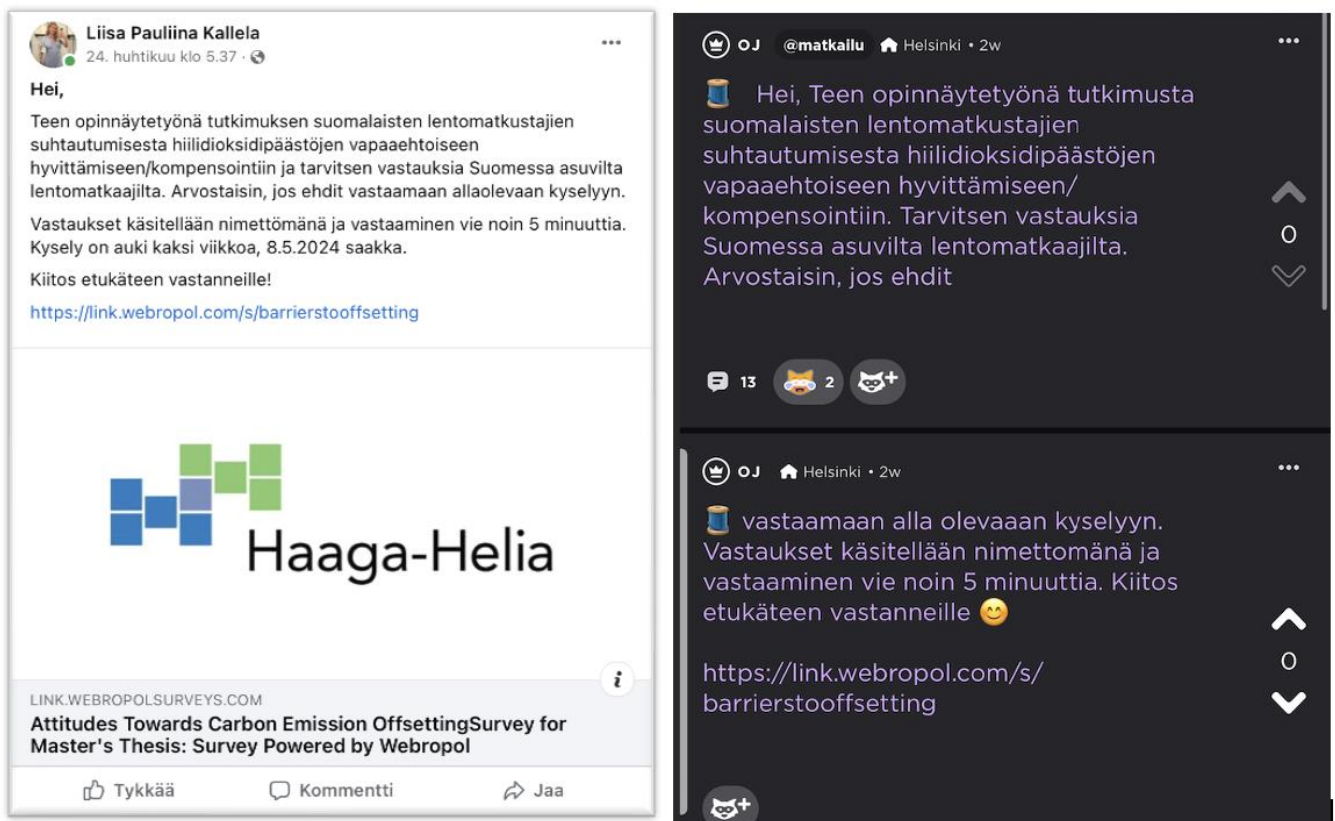 Liisa Pauliina Kallela
24. huhtikuu klo 5.37 ·
Hei,
Teen opinnäytetyönä tutkimuksen suomalaisten lentomatkustajien
suhtautumisesta hiilidioksidipäästöjen vapaaehtoiseen
hyvittämiseen/kompensointiin ja tarvitsen vastauksia Suomessa asuvilta
lentomatkaajilta. Arvostaisin, jos ehdit vastaamaan allaolevaan kyselyyn.
Vastaukset käsitellään nimettömänä ja vastaaminen vie noin 5 minuuttia.
Kysely on auki kaksi viikkoa, 8.5.2024 saakka.
Kiitos etukäteen vastanneille!
https://link.webropol.com/s/barrierstooffsetting
Haaga-Helia
i
LINK.WEBROPOLSURVEYS.COM
Attitudes Towards Carbon Emission OffsettingSurvey for
Master's Thesis: Survey Powered by Webropol
Tykkää Kommentti Jaa
OJ @matkailu Helsinki • 2w
Hei, Teen opinnäytetyönä tutkimusta
suomalaisten lentomatkustajien
suhtautumisesta hiilidioksidipäästöjen
vapaaehtoiseen hyvittämiseen/
kompensointiin. Tarvitsen vastauksia
Suomessa asuvilta lentomatkaajilta.
Arvostaisin, jos ehdit
0
13 2
OJ Helsinki • 2w
vastaamaan alla olevaaan kyselyyn.
Vastaukset käsitellään nimettomänä ja
vastaaminen vie noin 5 minuuttia. Kiitos
etukäteen vastanneille 😊
0
https://link.webropol.com/s/
barrierstooffsetting